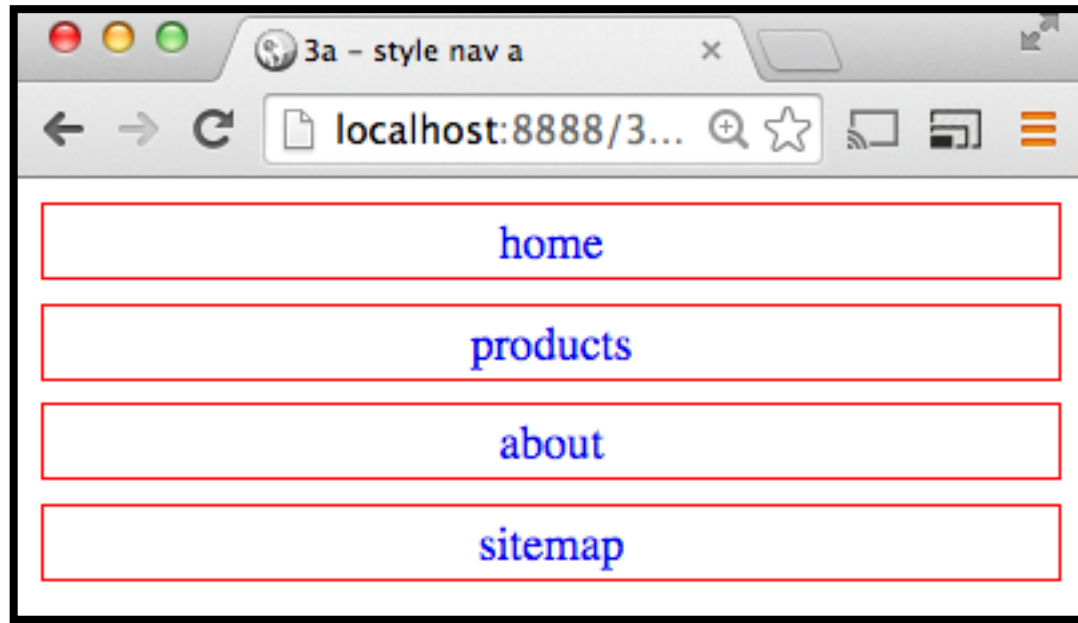 3a - style nav a
localhost:8888/3...
home
products
about
sitemap